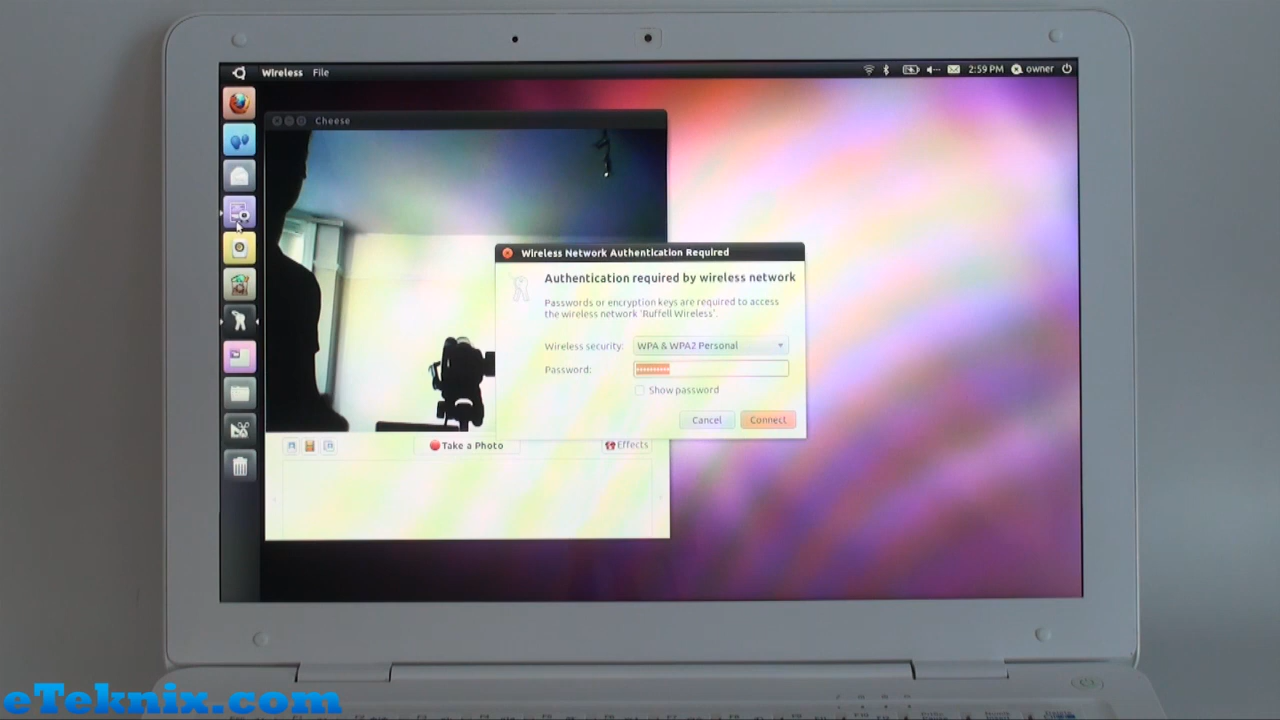 Wireless File
2:59 PM owner
Cheese
Wireless Network Authentication Required
Authentication required by wireless network
Passwords or encryption keys are required to access
the wireless network 'Ruffell Wireless'.
Wireless security: WPA & WPA2 Personal
Password:
Show password
Cancel Connect
Take a Photo Effects
eTeknix.com